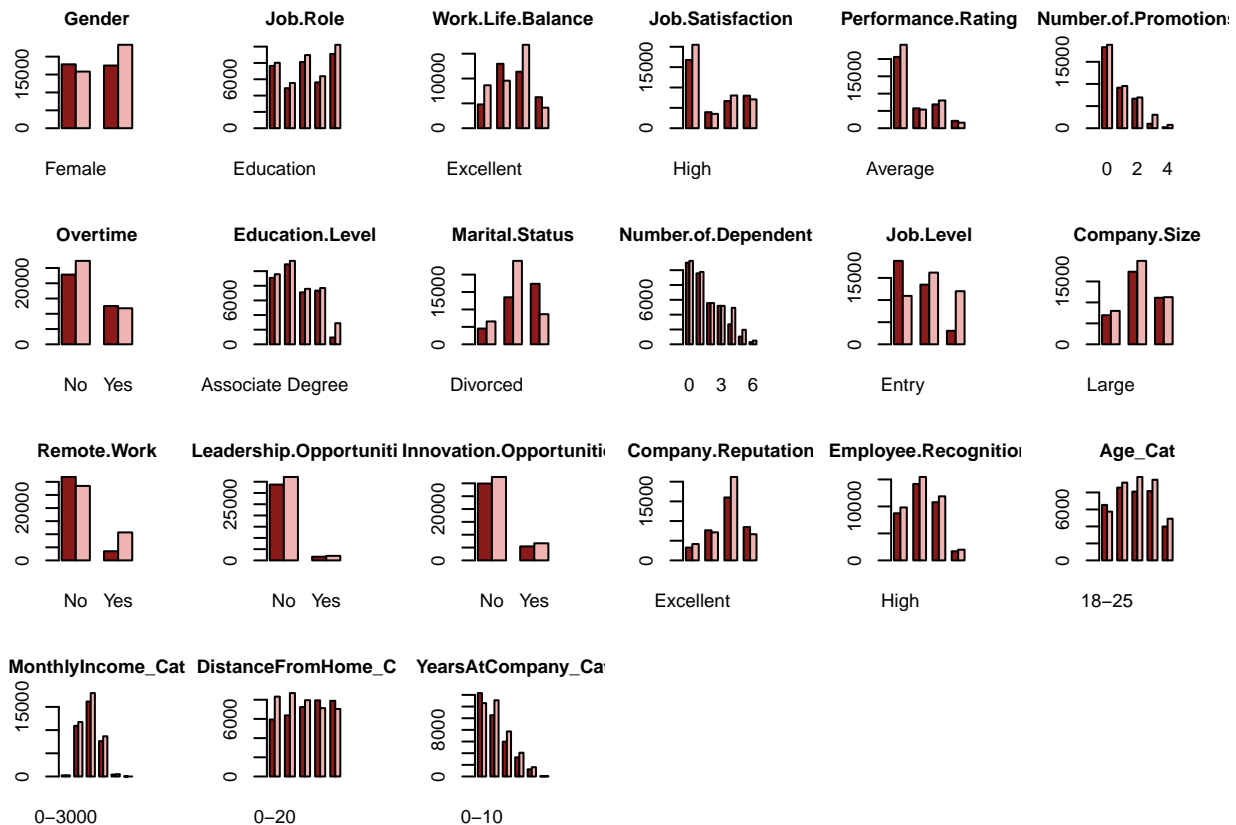 Gender Job.Role Work.Life.Balance Job.Satisfaction Performance.Rating Number.of.Promotions
0 15000 0 6000 0 10000 0 15000 0 15000 0 15000
Female Education Excellent High Average 0 2 4
Overtime Education.Level Marital.Status Number.of.Dependent Job.Level Company.Size
0 20000 0 6000 0 15000 0 6000 0 15000 0 15000
No Yes Associate Degree Divorced 0 3 6 Entry Large
Remote.Work Leadership.Opportuniti Innovation.Opportuniti Company.Reputation Employee.Recognition Age_Cat
0 20000 0 25000 0 20000 0 15000 0 10000 0 6000
No Yes No Yes No Yes Excellent High 18−25
MonthlyIncome_Cat DistanceFromHome_C YearsAtCompany_Cat
0 15000 0 6000 0 8000
0−3000 0−20 0−10